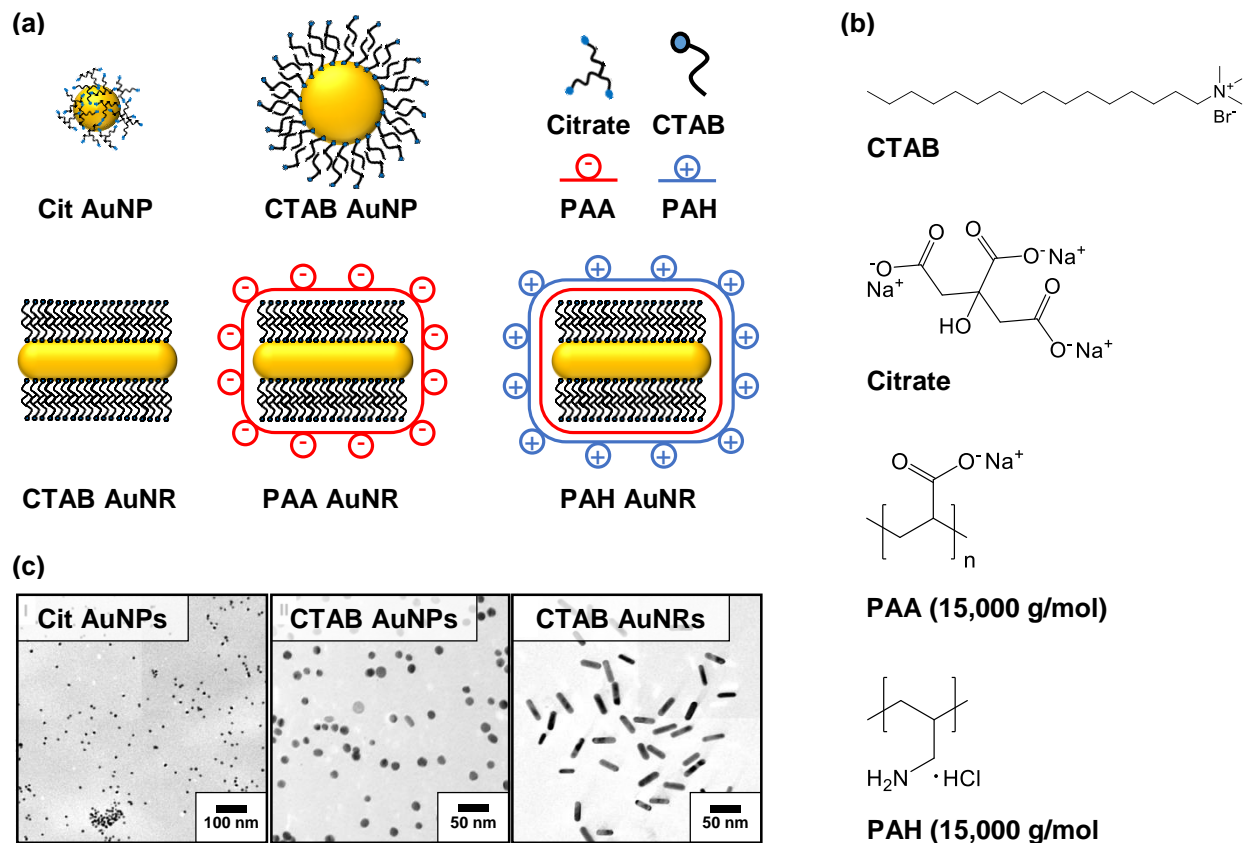 (a)
Cit AuNP
CTAB AuNP
Citrate
CTAB
-
PAA
+
PAH
- - - - - - - - - - - -
+ + + + + + + + + + + +
CTAB AuNR
PAA AuNR
PAH AuNR
(b)
N+
Br-
CTAB
O
O
-O
Na+
O-Na+
O
HO
O-Na+
Citrate
O
O-Na+
n
PAA (15,000 g/mol)
H2N
·HCl
PAH (15,000 g/mol
(c)
I
Cit AuNPs
100 nm
II
CTAB AuNPs
50 nm
CTAB AuNRs
50 nm